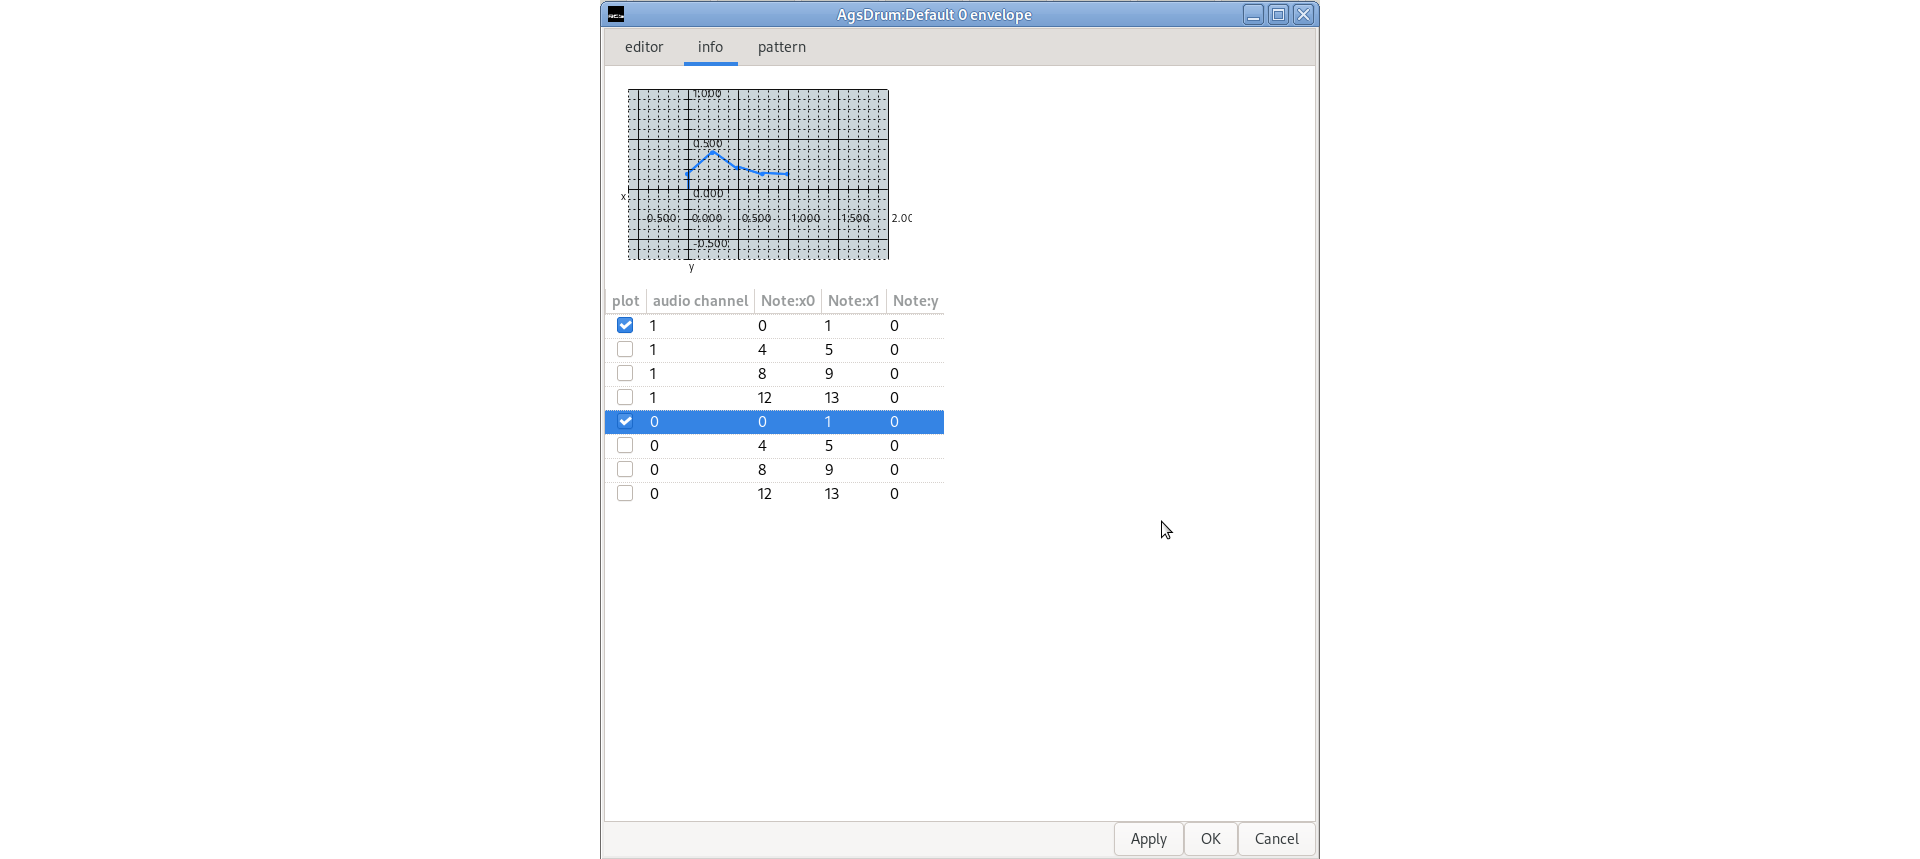 AgsDrum:Default 0 envelope
editor info pattern
1.000
0.500
x
0.000
-0.500 0.000 0.500 1.000 1.500 2.00
-0.500
y
plot audio channel Note:x0 Note:x1 Note:y
1 0 1 0
1 4 5 0
1 8 9 0
1 12 13 0
0 0 1 0
0 4 5 0
0 8 9 0
0 12 13 0
Apply OK Cancel